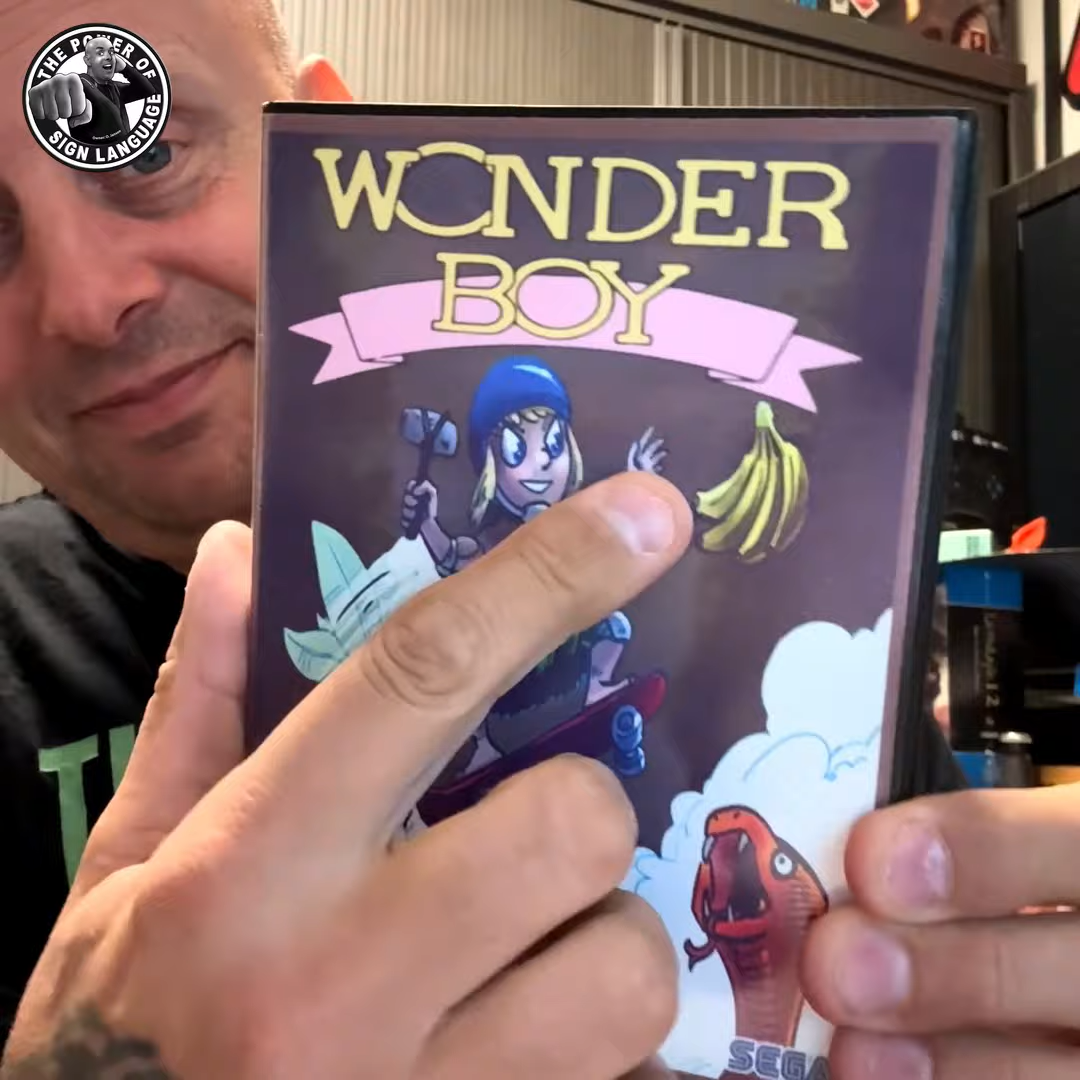 THE POWER OF
SIGN LANGUAGE
WONDER
BOY
SEGA